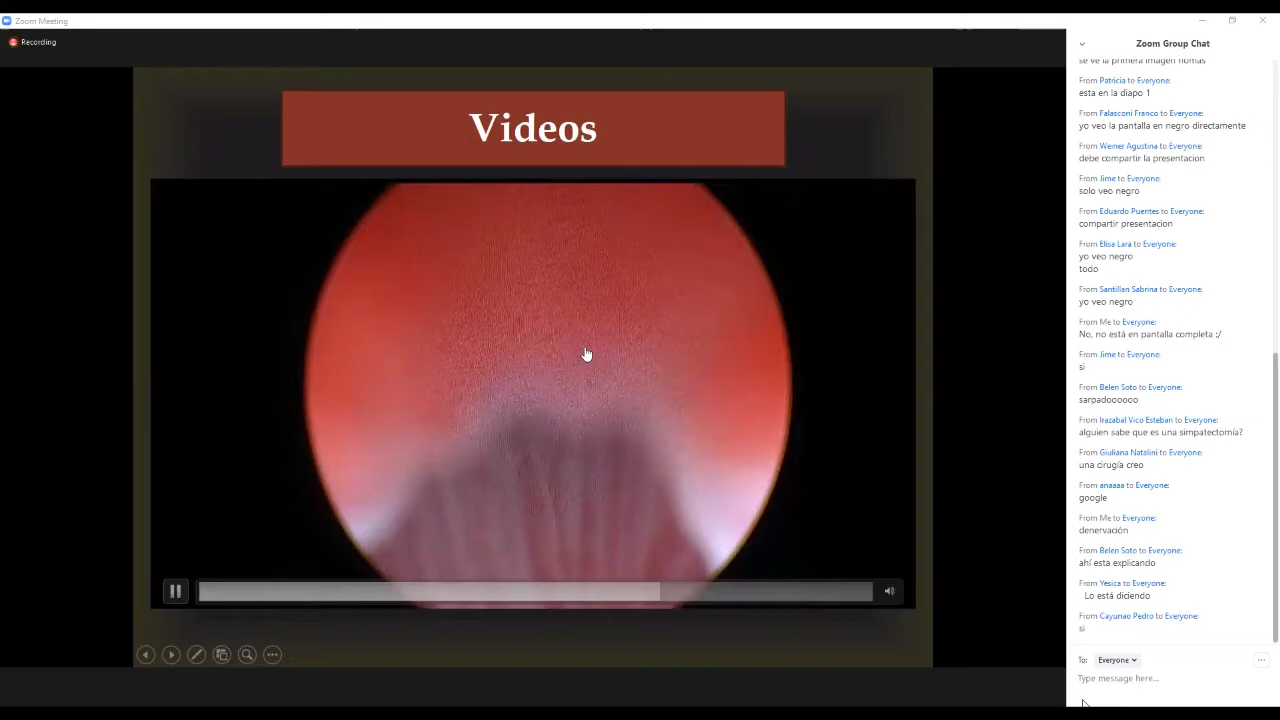 Zoom Meeting
Recording
Videos
Zoom Group Chat
se ve la primera imagen nomas
From Patricia to Everyone:
esta en la diapo 1
From Falasconi Franco to Everyone:
yo veo la pantalla en negro directamente
From Weiner Agustina to Everyone:
debe compartir la presentacion
From Jime to Everyone:
solo veo negro
From Eduardo Puentes to Everyone:
compartir presentacion
From Elisa Lara to Everyone:
yo veo negro
todo
From Santillan Sabrina to Everyone:
yo veo negro
From Me to Everyone:
No, no está en pantalla completa :/
From Jime to Everyone:
si
From Belen Soto to Everyone:
sarpadoooooo
From Irazabal Vico Esteban to Everyone:
alguien sabe que es una simpatectomía?
From Giuliana Natalini to Everyone:
una cirugía creo
From anaaaa to Everyone:
google
From Me to Everyone:
denervación
From Belen Soto to Everyone:
ahí esta explicando
From Yesica to Everyone:
Lo está diciendo
From Cayunao Pedro to Everyone:
si
To: Everyone
Type message here...